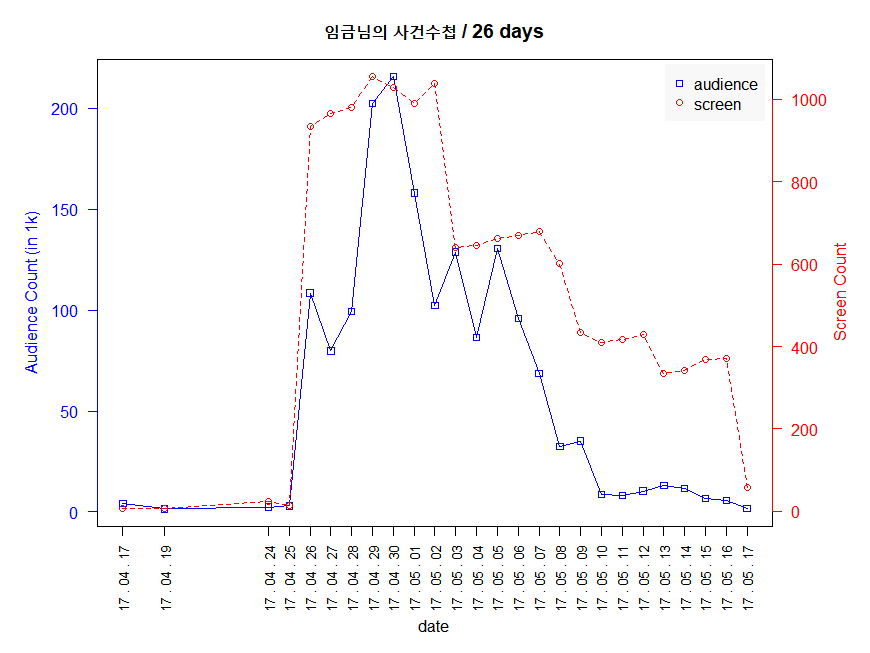 임금님의 사건수첩 / 26 days
audience
screen
Audience Count (in 1k)
200
150
100
50
0
Screen Count
1000
800
600
400
200
0
17 . 04 . 17
17 . 04 . 19
17 . 04 . 24
17 . 04 . 25
17 . 04 . 26
17 . 04 . 27
17 . 04 . 28
17 . 04 . 29
17 . 04 . 30
17 . 05 . 01
17 . 05 . 02
17 . 05 . 03
17 . 05 . 04
17 . 05 . 05
17 . 05 . 06
17 . 05 . 07
17 . 05 . 08
17 . 05 . 09
17 . 05 . 10
17 . 05 . 11
17 . 05 . 12
17 . 05 . 13
17 . 05 . 14
17 . 05 . 15
17 . 05 . 16
17 . 05 . 17
date